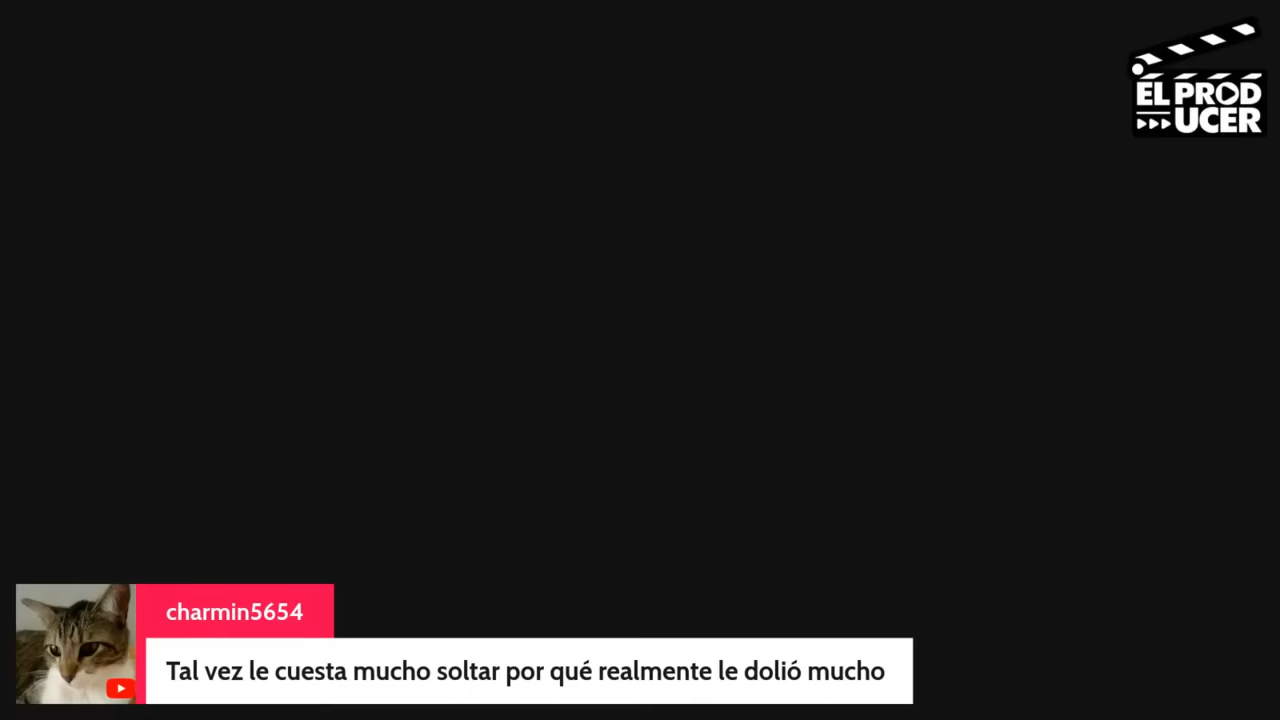 EL PROD
UCER
charmin5654
Tal vez le cuesta mucho soltar por qué realmente le dolió mucho